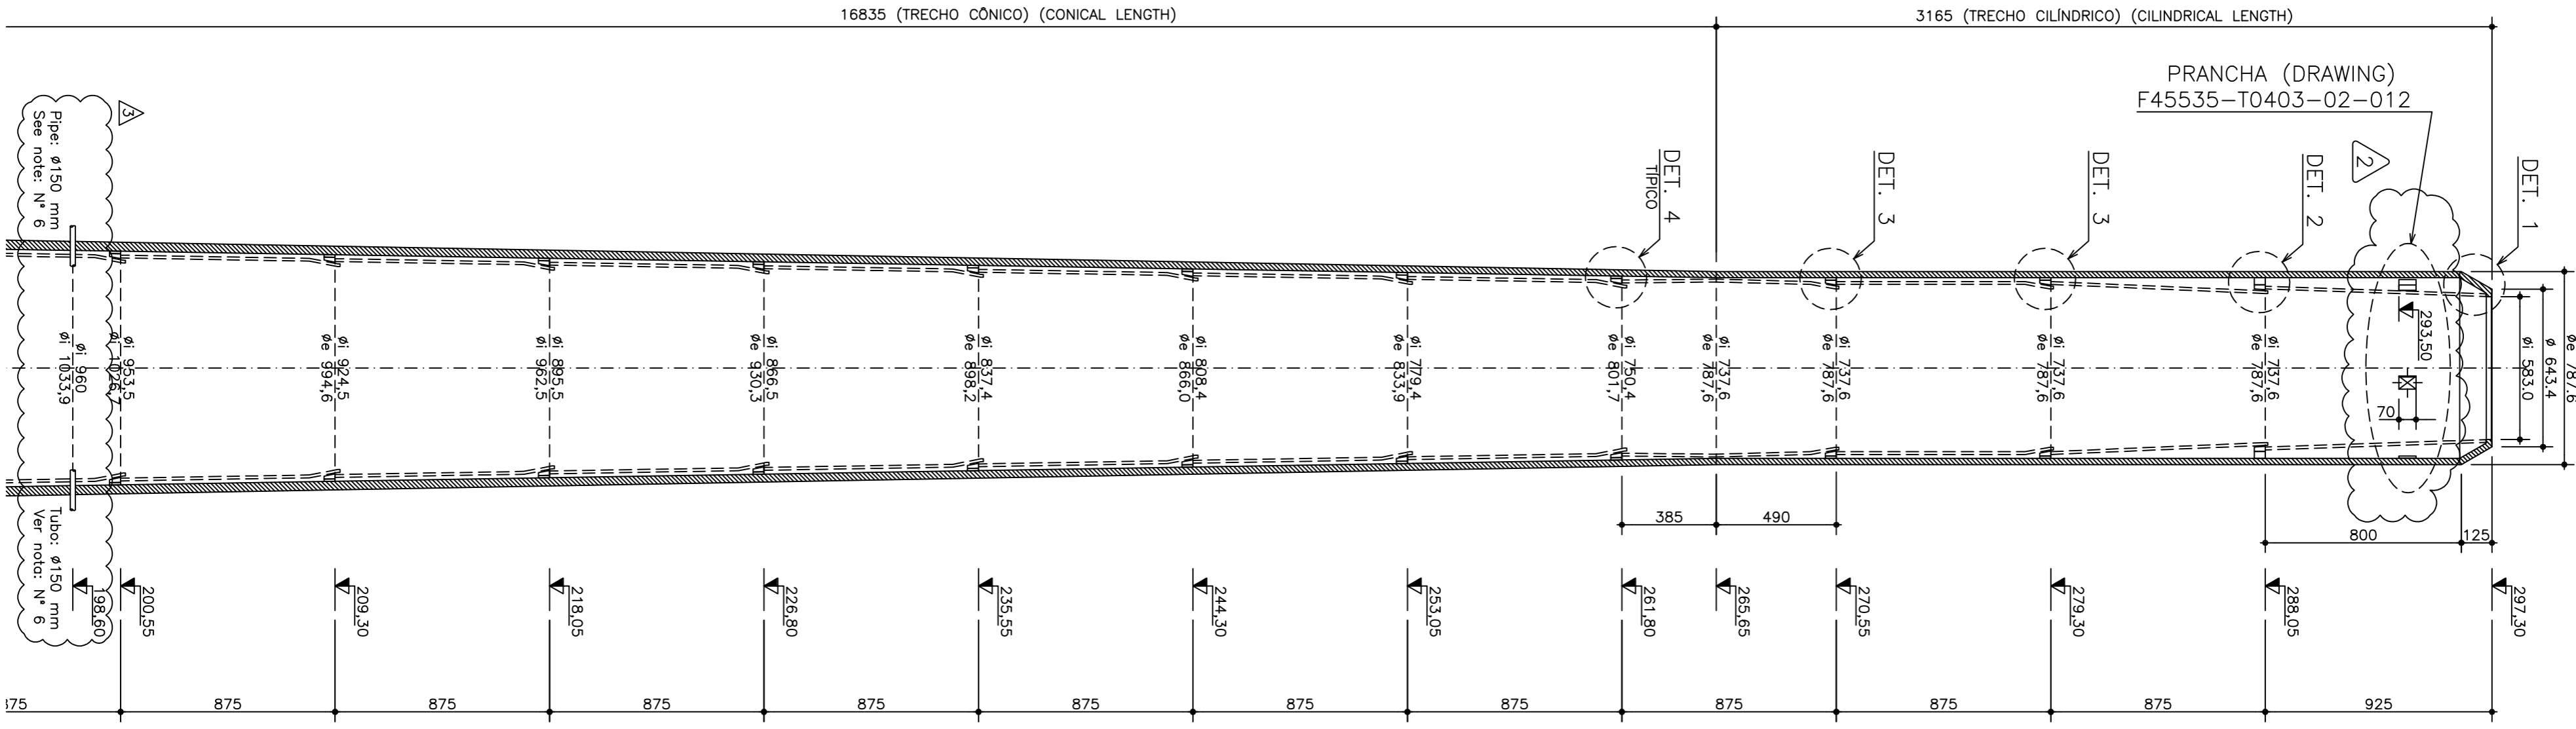 16835 (TRECHO CÔNICO) (CONICAL LENGTH)
3165 (TRECHO CILÍNDRICO) (CILINDRICAL LENGTH)
PRANCHA (DRAWING)
F45535-T0403-02-012
3
Pipe: ø150 mm
See note: N° 6
DET. 4
TÍPICO
DET. 3
DET. 3
DET. 2
2
DET. 1
øi 960
øi 1033,9
øi 953,5
øi 1026,7
øi 924,5
øe 994,6
øi 895,5
øi 962,5
øi 866,5
øe 930,3
øi 837,4
øe 898,2
øi 808,4
øe 866,0
øi 779,4
øe 833,9
øi 750,4
øe 801,7
øi 737,6
øe 787,6
øi 737,6
øe 787,6
øi 737,6
øe 787,6
øi 737,6
øe 787,6
293,50
70
øi 583.0
ø 643.4
øe 787.6
385
490
800
125
Tubo: ø150 mm
Ver nota: N° 6
198,60
200,55
209,30
218,05
226,80
235,55
244,30
253,05
261,80
265,65
270,55
279,30
288,05
297,30
875
875
875
875
875
875
875
875
875
875
875
925